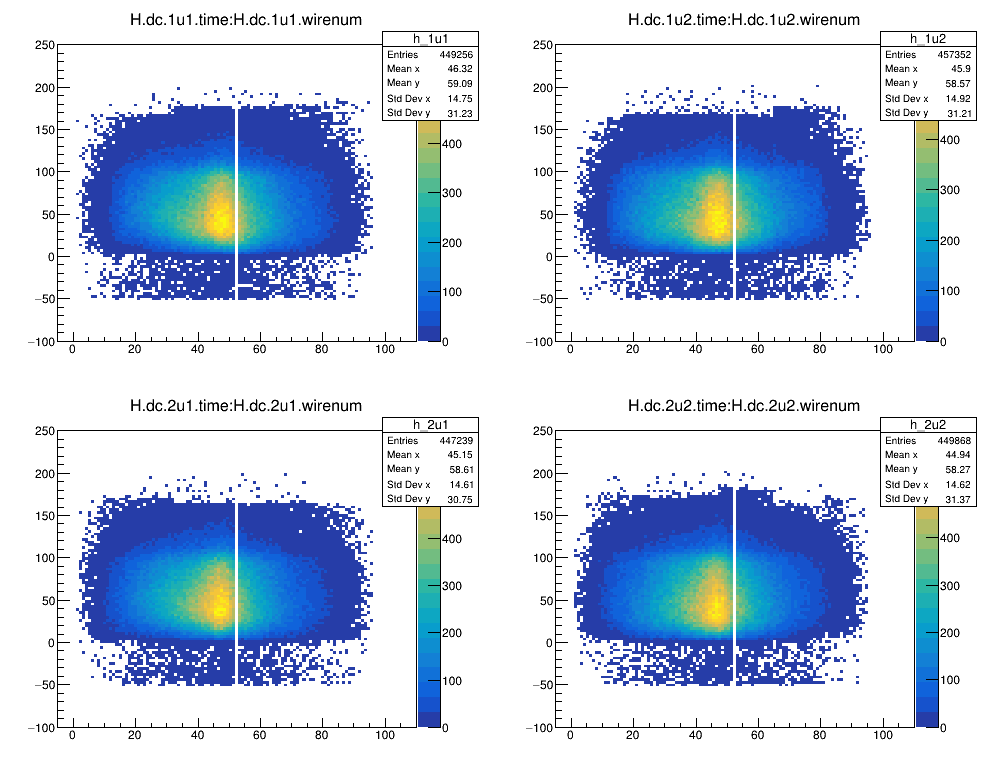 H.dc.1u1.time:H.dc.1u1.wirenum
h_1u1
Entries 449256
Mean x 46.32
Mean y 59.09
Std Dev x 14.75
Std Dev y 31.23
250
200
150
100
50
0
−50
−100
0 20 40 60 80 100
400
300
200
100
0
H.dc.1u2.time:H.dc.1u2.wirenum
h_1u2
Entries 457352
Mean x 45.9
Mean y 58.57
Std Dev x 14.92
Std Dev y 31.21
250
200
150
100
50
0
−50
−100
0 20 40 60 80 100
400
300
200
100
0
H.dc.2u1.time:H.dc.2u1.wirenum
h_2u1
Entries 447239
Mean x 45.15
Mean y 58.61
Std Dev x 14.61
Std Dev y 30.75
250
200
150
100
50
0
−50
−100
0 20 40 60 80 100
400
300
200
100
0
H.dc.2u2.time:H.dc.2u2.wirenum
h_2u2
Entries 449868
Mean x 44.94
Mean y 58.27
Std Dev x 14.62
Std Dev y 31.37
250
200
150
100
50
0
−50
−100
0 20 40 60 80 100
400
300
200
100
0